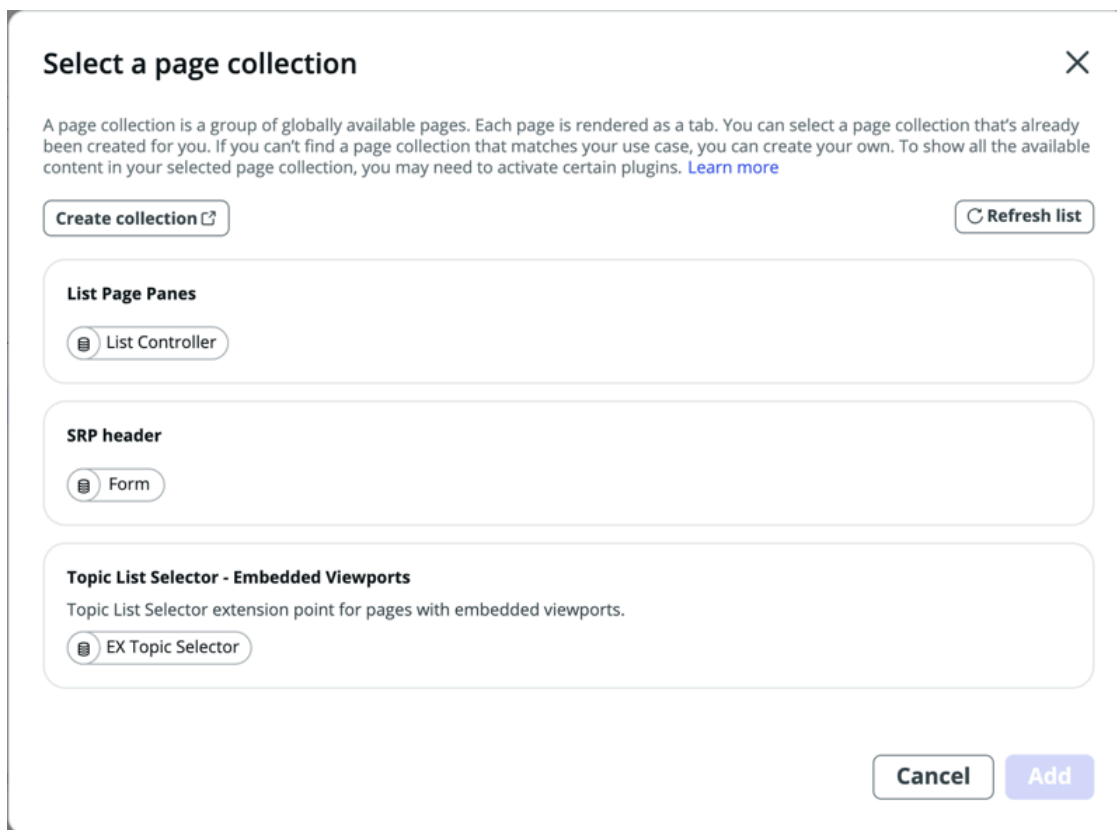 Select a page collection
A page collection is a group of globally available pages. Each page is rendered as a tab. You can select a page collection that's already
been created for you. If you can't find a page collection that matches your use case, you can create your own. To show all the available
content in your selected page collection, you may need to activate certain plugins. Learn more
Create collection
Refresh list
List Page Panes
List Controller
SRP header
Form
Topic List Selector - Embedded Viewports
Topic List Selector extension point for pages with embedded viewports.
EX Topic Selector
Cancel
Add